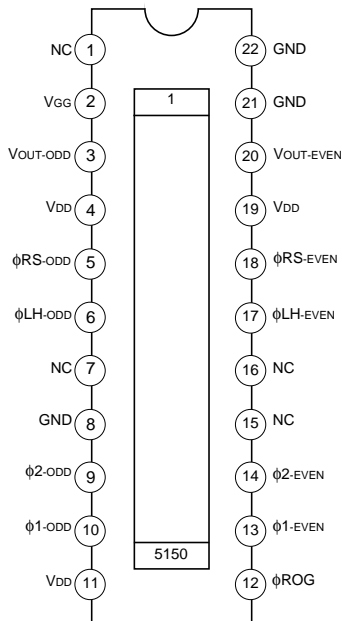 NC 1 22 GND
VGG 2 1 21 GND
VOUT-ODD 3 20 VOUT-EVEN
VDD 4 19 VDD
ϕRS-ODD 5 18 ϕRS-EVEN
ϕLH-ODD 6 17 ϕLH-EVEN
NC 7 16 NC
GND 8 15 NC
ϕ2-ODD 9 14 ϕ2-EVEN
ϕ1-ODD 10 13 ϕ1-EVEN
VDD 11 5150 12 ϕROG